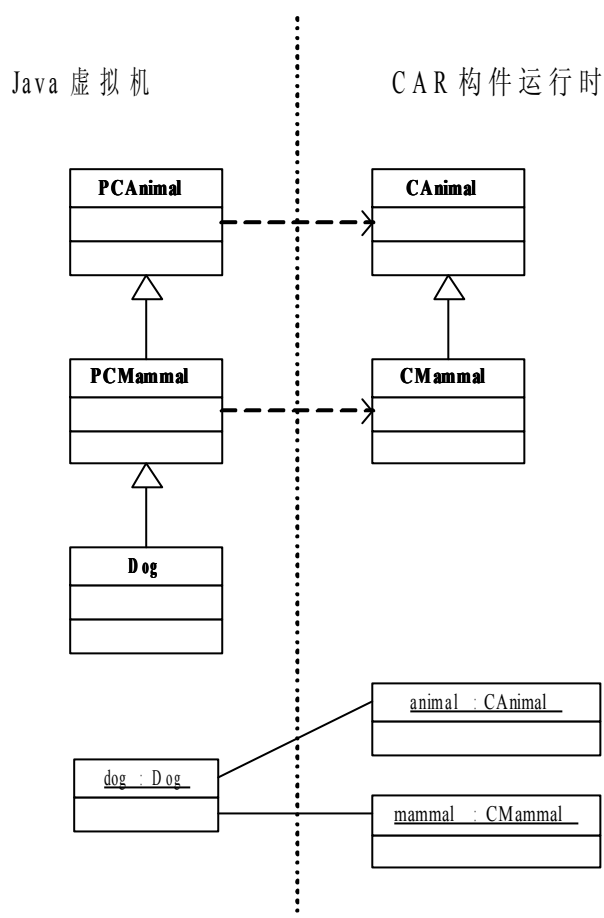 Java 虚拟机
CAR 构件运行时
PCAnimal
CAnimal
PCMammal
CMammal
Dog
animal : CAnimal
dog : Dog
mammal : CMammal